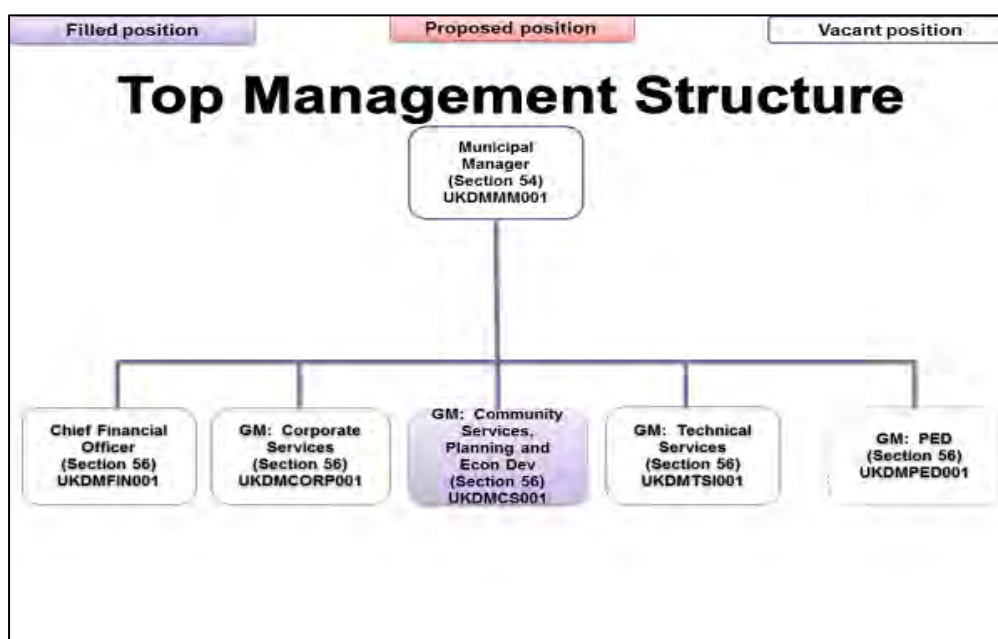 Filled position
Proposed position
Vacant position
Top Management Structure
Municipal
Manager
(Section 54)
UKDMMM001
Chief Financial
Officer
(Section 56)
UKDMFIN001
GM: Corporate
Services
(Section 56)
UKDMCORP001
GM: Community
Services,
Planning and
Econ Dev
(Section 56)
UKDMCS001
GM: Technical
Services
(Section 56)
UKDMTSI001
GM: PED
(Section 56)
UKDMPED001